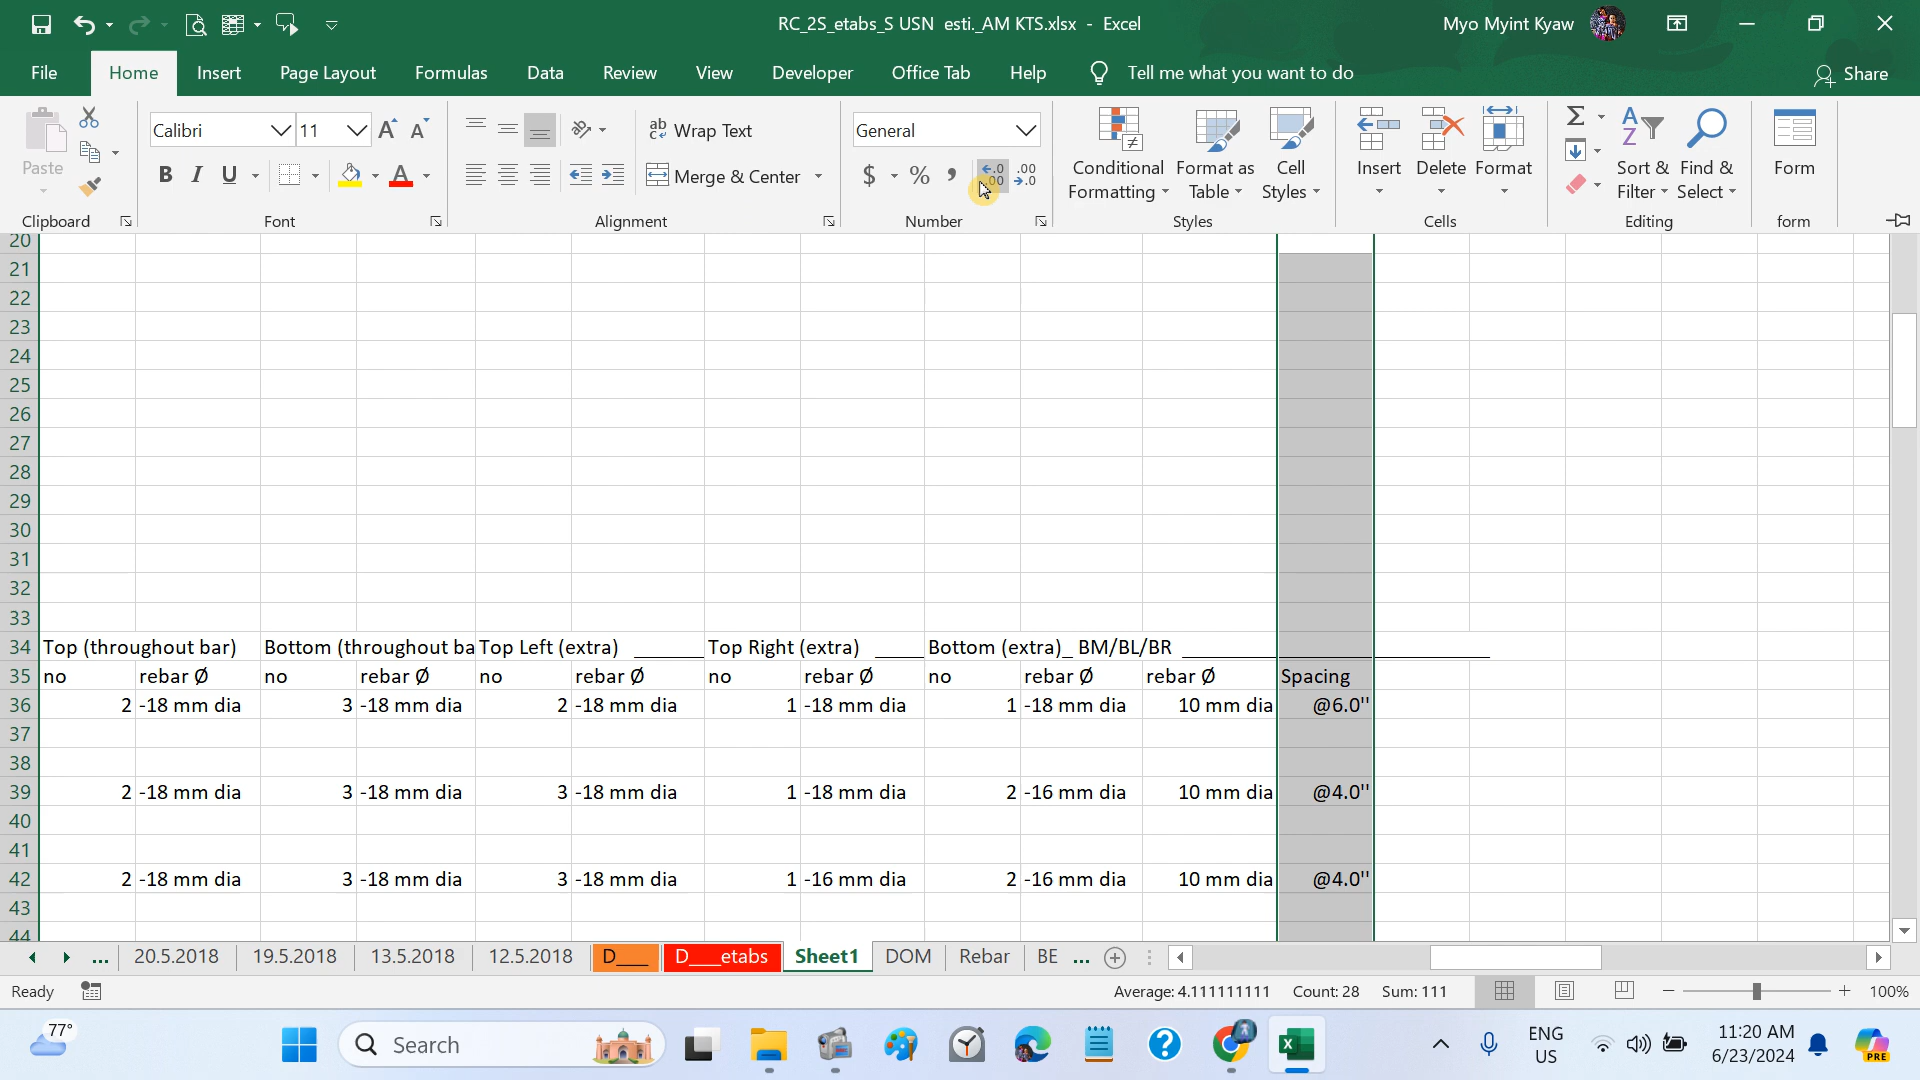 RC_2S_etabs_S USN esti._AM KTS.xlsx - Excel
Myo Myint Kyaw
File Home Insert Page Layout Formulas Data Review View Developer Office Tab Help Tell me what you want to do Share
Calibri 11 Wrap Text General
Paste B I U Merge & Center $ % , Conditional Formatting Format as Table Cell Styles Insert Delete Format Sort & Filter Find & Select Form
Clipboard Font Alignment Number Styles Cells Editing form
20
21
22
23
24
25
26
27
28
29
30
31
32
33
34 Top (throughout bar) Bottom (throughout ba Top Left (extra) ______ Top Right (extra) ____ Bottom (extra)_ BM/BL/BR
35 no rebar Ø no rebar Ø no rebar Ø no rebar Ø no rebar Ø rebar Ø Spacing
36 2 -18 mm dia 3 -18 mm dia 2 -18 mm dia 1 -18 mm dia 1 -18 mm dia 10 mm dia @6.0''
37
38
39 2 -18 mm dia 3 -18 mm dia 3 -18 mm dia 1 -18 mm dia 2 -16 mm dia 10 mm dia @4.0''
40
41
42 2 -18 mm dia 3 -18 mm dia 3 -18 mm dia 1 -16 mm dia 2 -16 mm dia 10 mm dia @4.0''
43
44
... 20.5.2018 19.5.2018 13.5.2018 12.5.2018 D___ D___etabs Sheet1 DOM Rebar BE ...
Ready Average: 4.111111111 Count: 28 Sum: 111 100%
77° Search ENG US 11:20 AM 6/23/2024 PRE